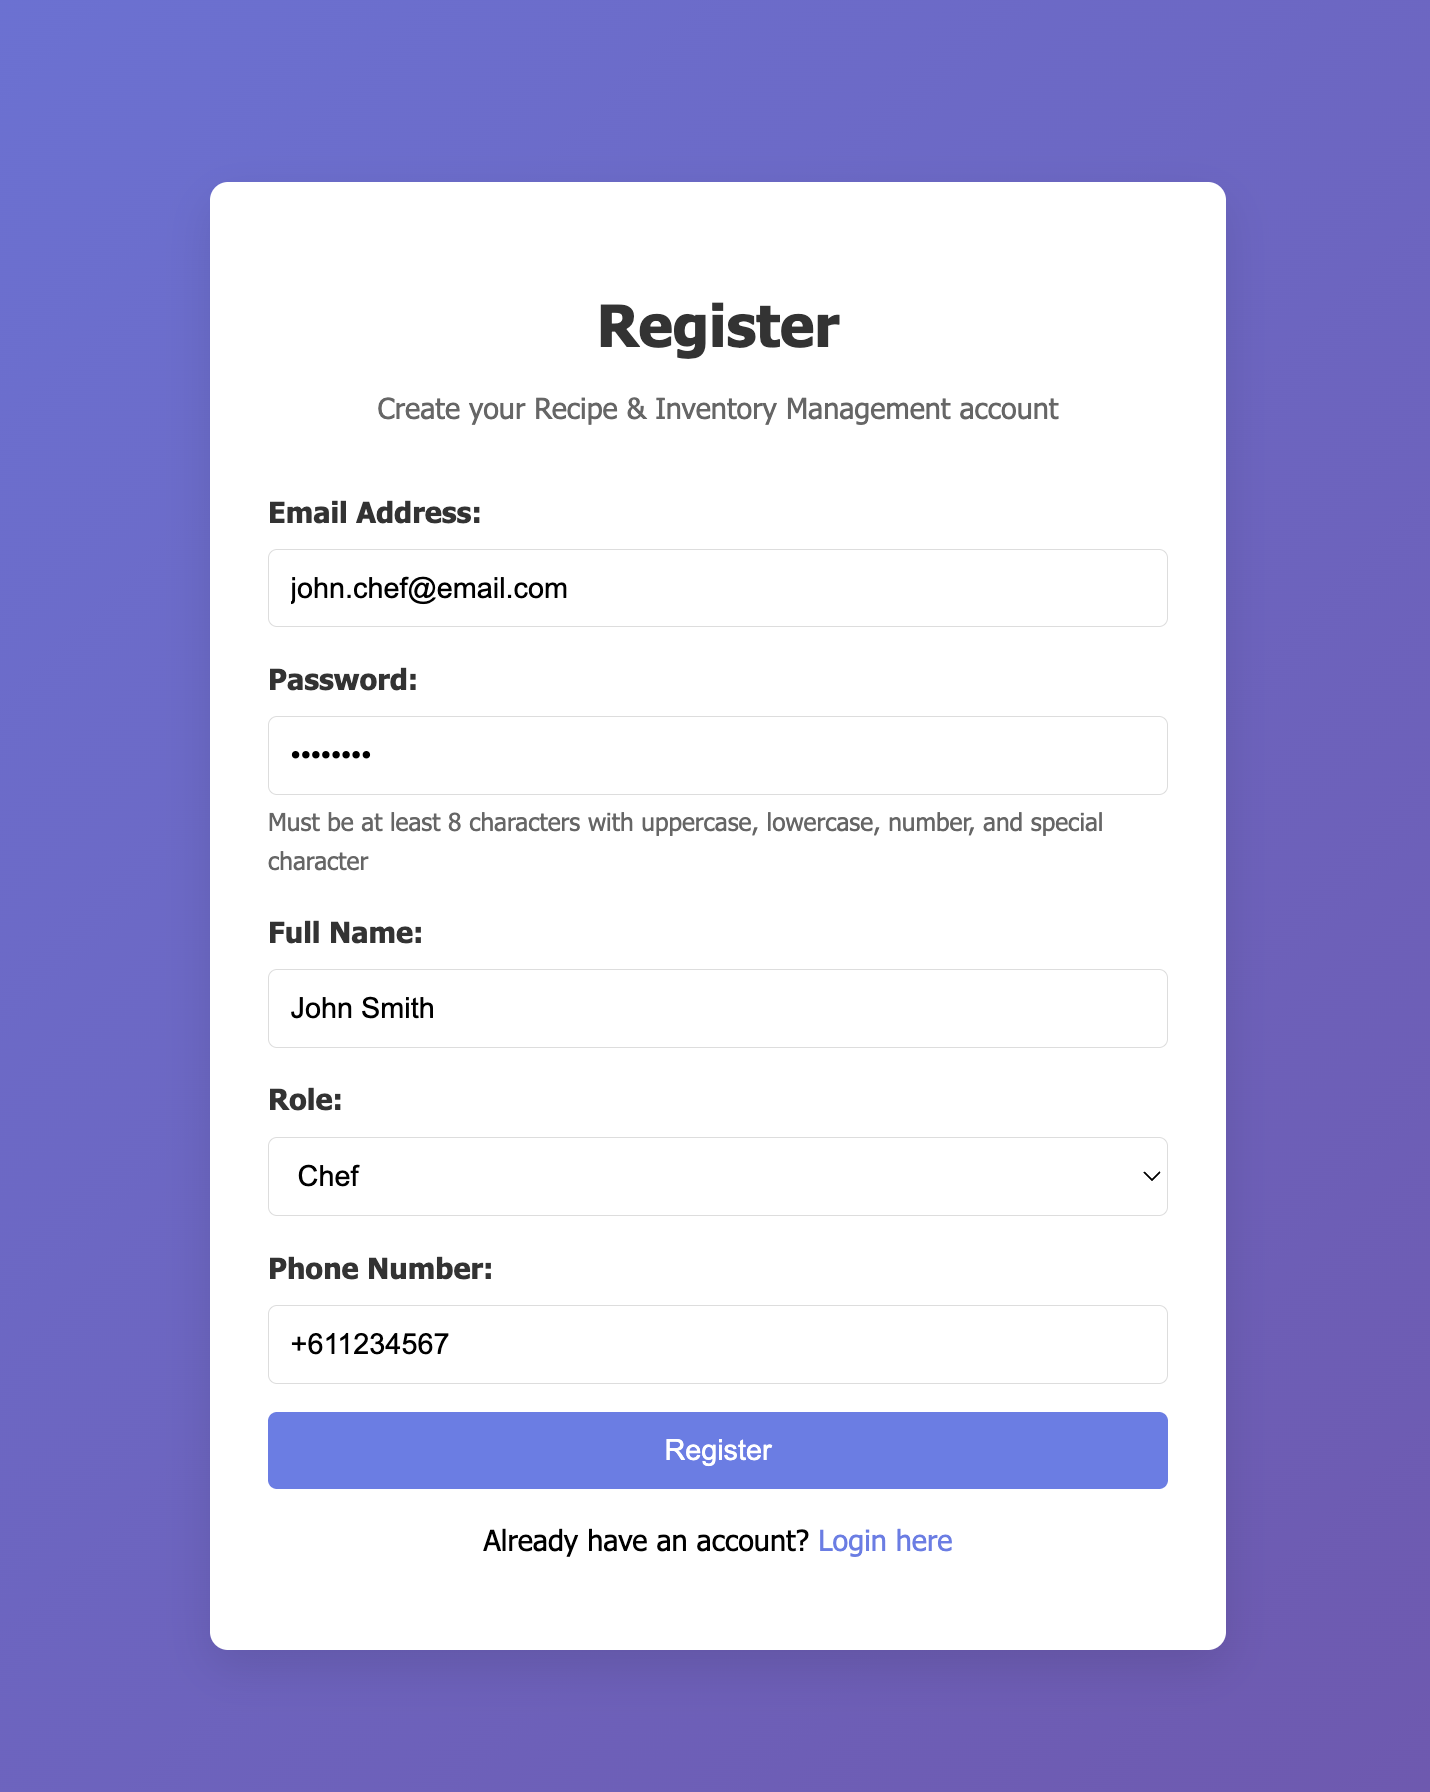 Register
Create your Recipe & Inventory Management account
Email Address:
john.chef@email.com
Password:
••••••••
Must be at least 8 characters with uppercase, lowercase, number, and special
character
Full Name:
John Smith
Role:
Chef
Phone Number:
+611234567
Register
Already have an account? Login here